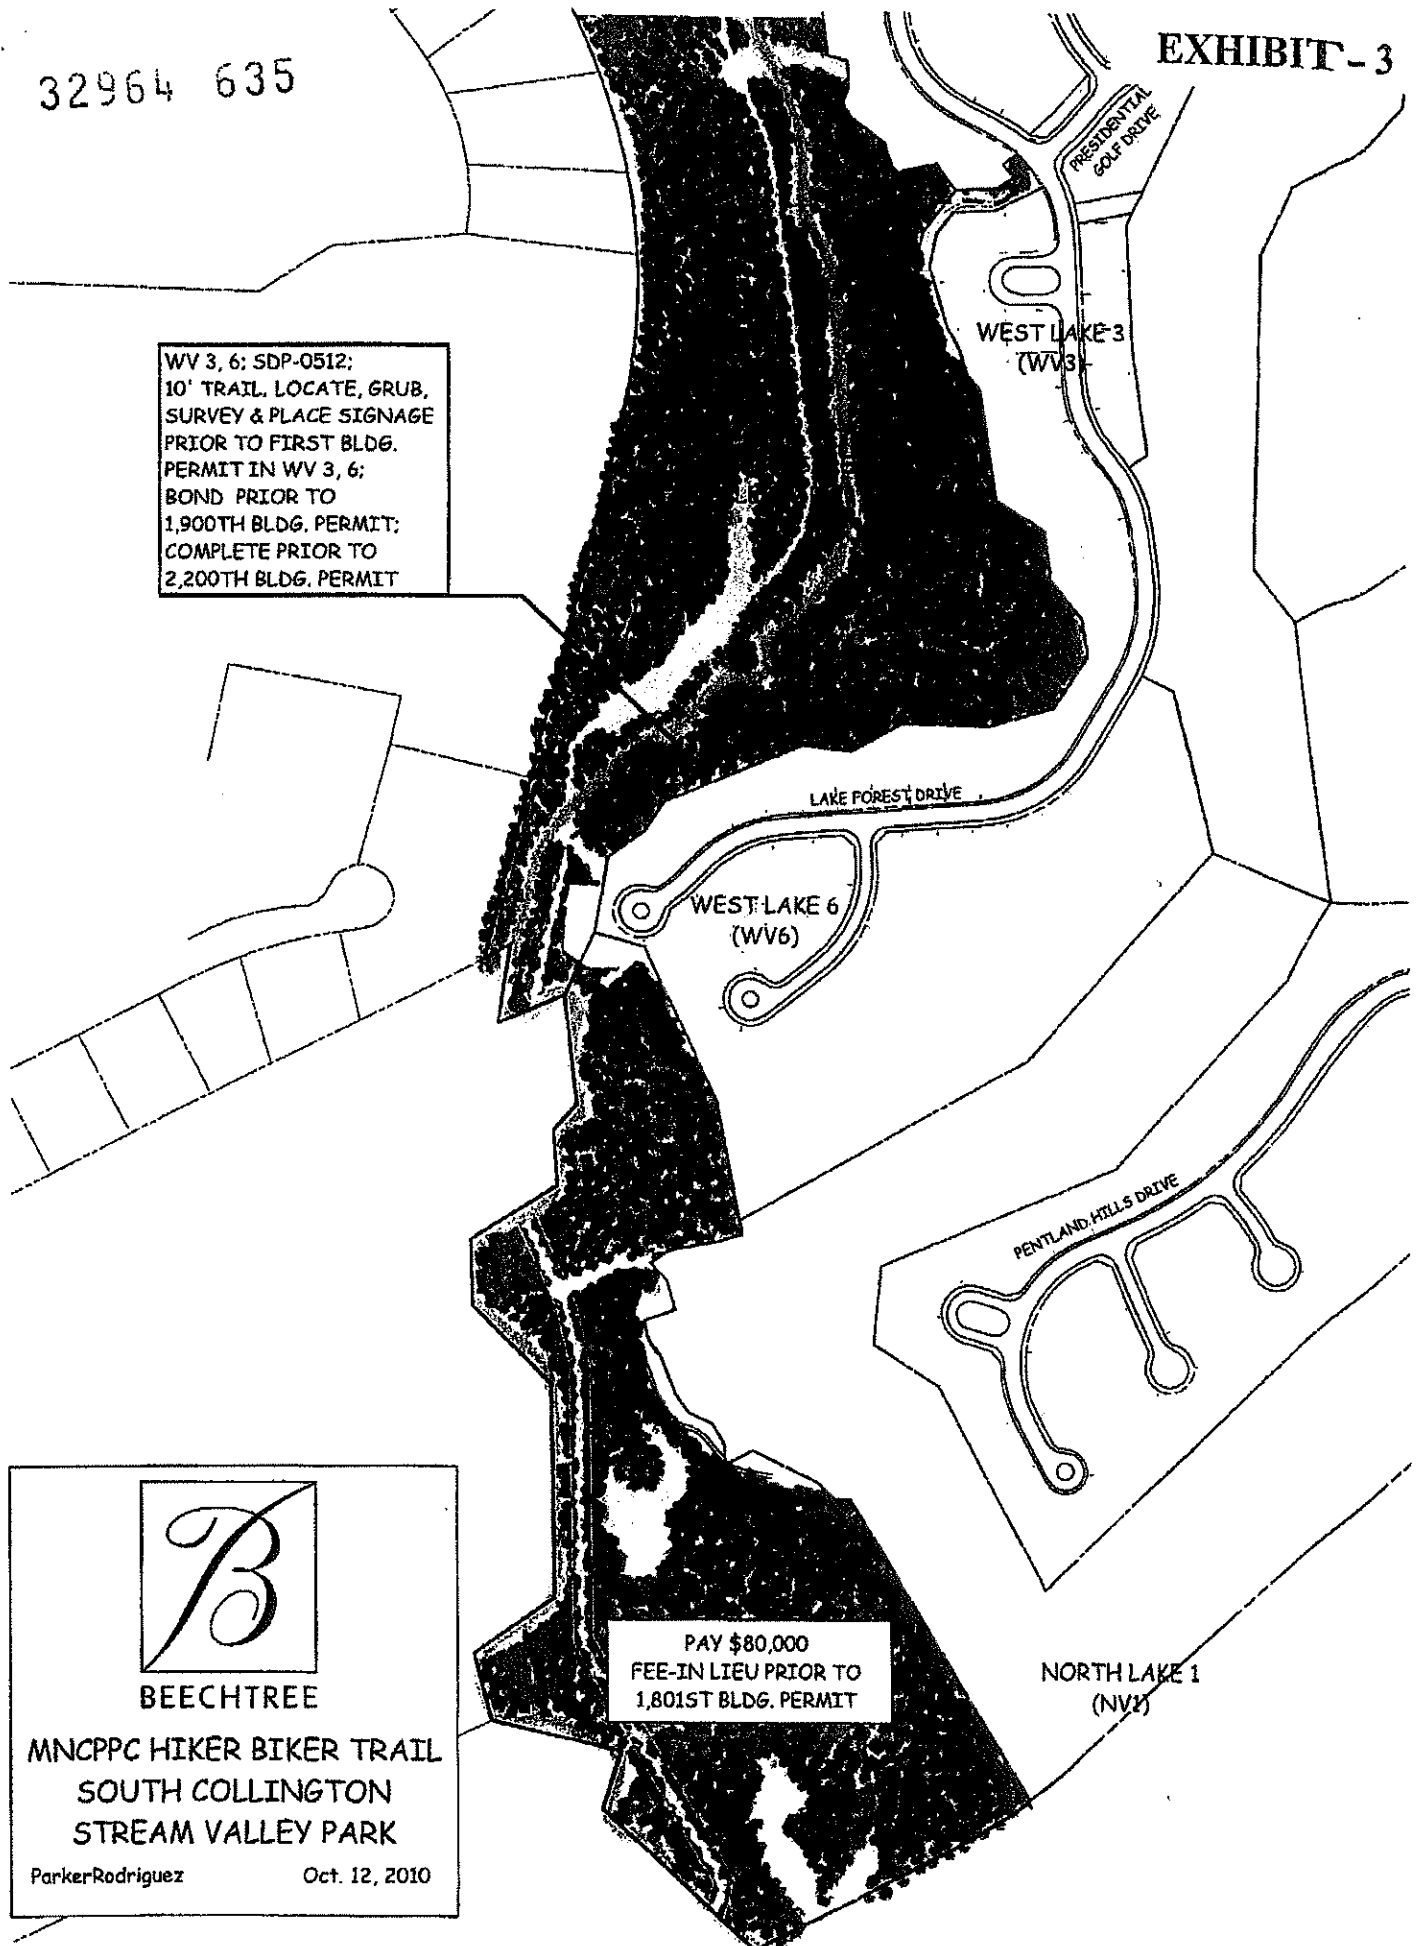 32964 635
EXHIBIT-3
PRESIDENTIAL
GOLF DRIVE
WEST LAKE 3
(WV3)
WV 3, 6; SDP-0512;
10' TRAIL. LOCATE, GRUB,
SURVEY & PLACE SIGNAGE
PRIOR TO FIRST BLDG.
PERMIT IN WV 3, 6;
BOND PRIOR TO
1,900TH BLDG. PERMIT;
COMPLETE PRIOR TO
2,200TH BLDG. PERMIT
LAKE FOREST DRIVE
WEST LAKE 6
(WV6)
PENTLAND HILLS DRIVE
PAY $80,000
FEE-IN LIEU PRIOR TO
1,801ST BLDG. PERMIT
NORTH LAKE 1
(NV1)
B
BEECHTREE
MNCPPC HIKER BIKER TRAIL
SOUTH COLLINGTON
STREAM VALLEY PARK
ParkerRodriguez Oct. 12, 2010